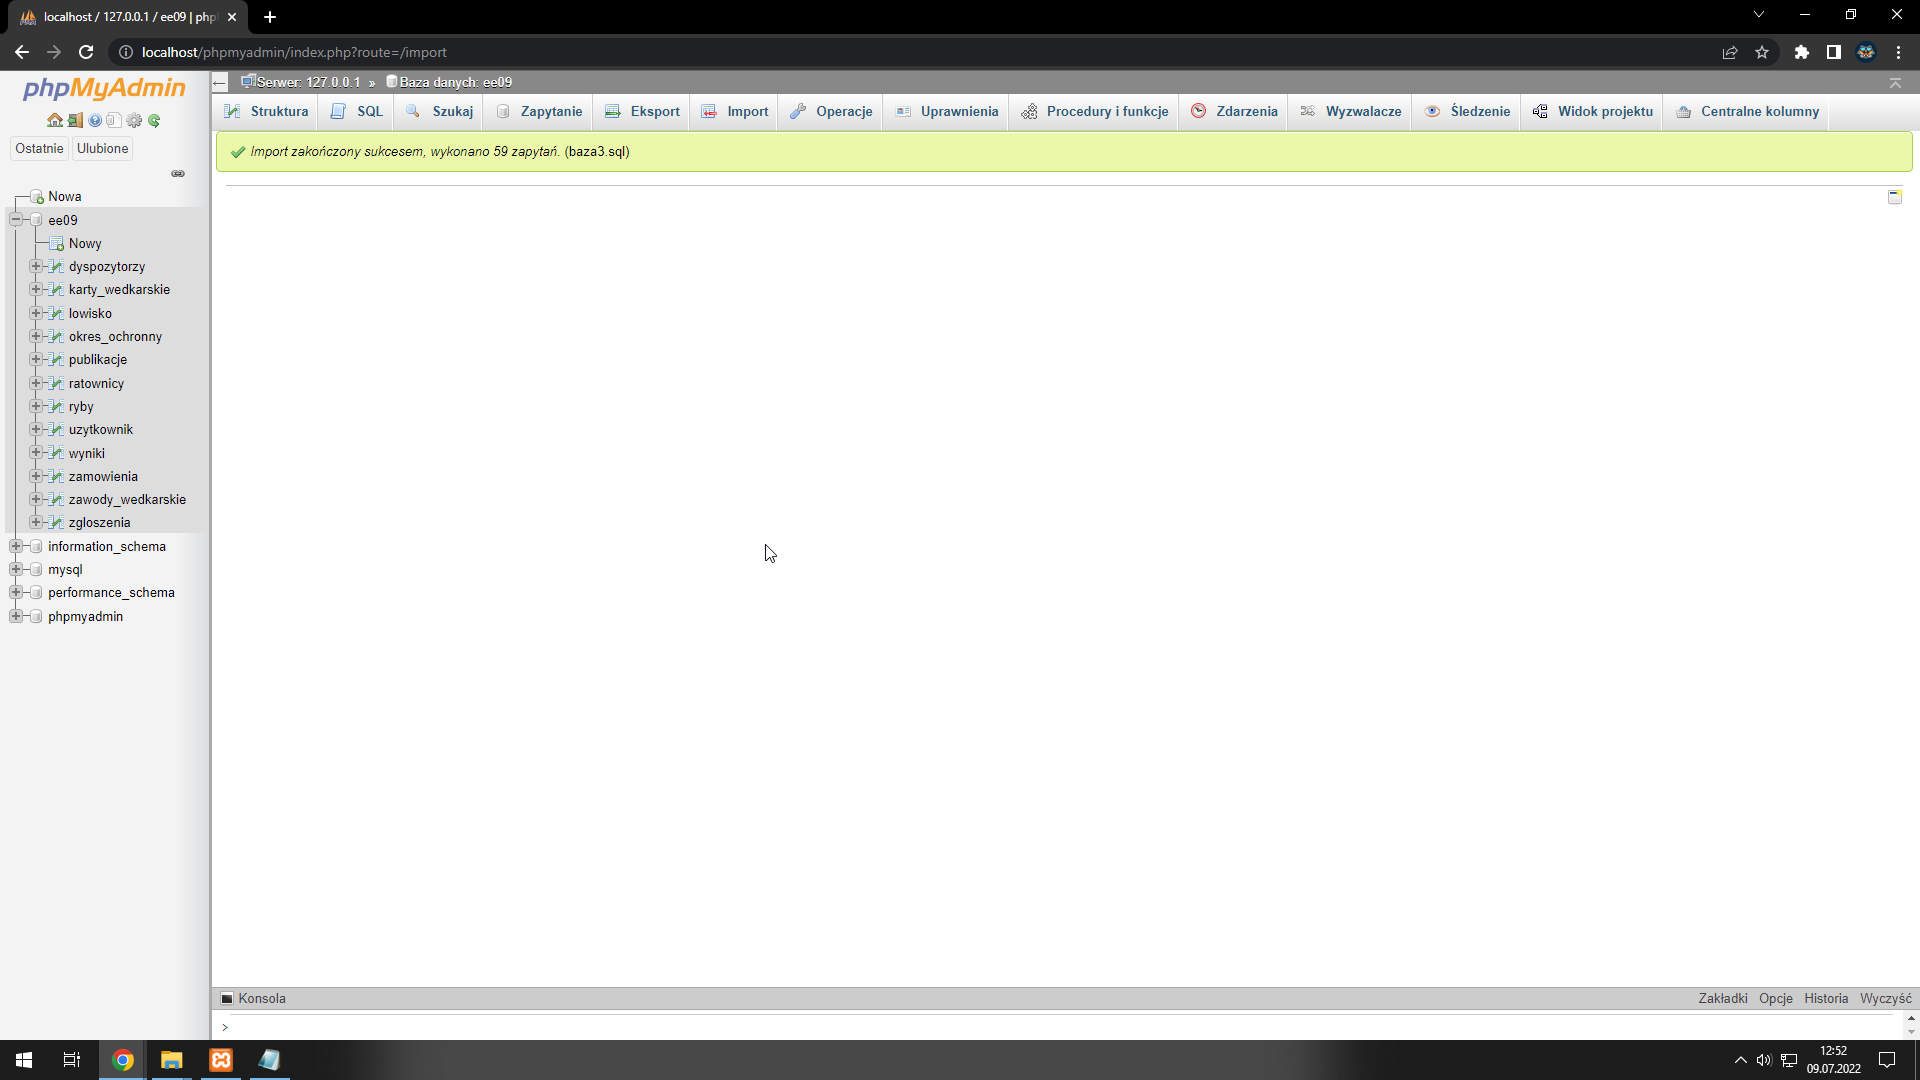 localhost / 127.0.0.1 / ee09 | php
localhost/phpmyadmin/index.php?route=/import
phpMyAdmin
Ostatnie Ulubione
Nowa
ee09
Nowy
dyspozytorzy
karty_wedkarskie
lowisko
okres_ochronny
publikacje
ratownicy
ryby
uzytkownik
wyniki
zamowienia
zawody_wedkarskie
zgloszenia
information_schema
mysql
performance_schema
phpmyadmin
Serwer: 127.0.0.1 » Baza danych: ee09
Struktura SQL Szukaj Zapytanie Eksport Import Operacje Uprawnienia Procedury i funkcje Zdarzenia Wyzwalacze Śledzenie Widok projektu Centralne kolumny
Import zakończony sukcesem, wykonano 59 zapytań. (baza3.sql)
Konsola Zakładki Opcje Historia Wyczyść
>
12:52
09.07.2022